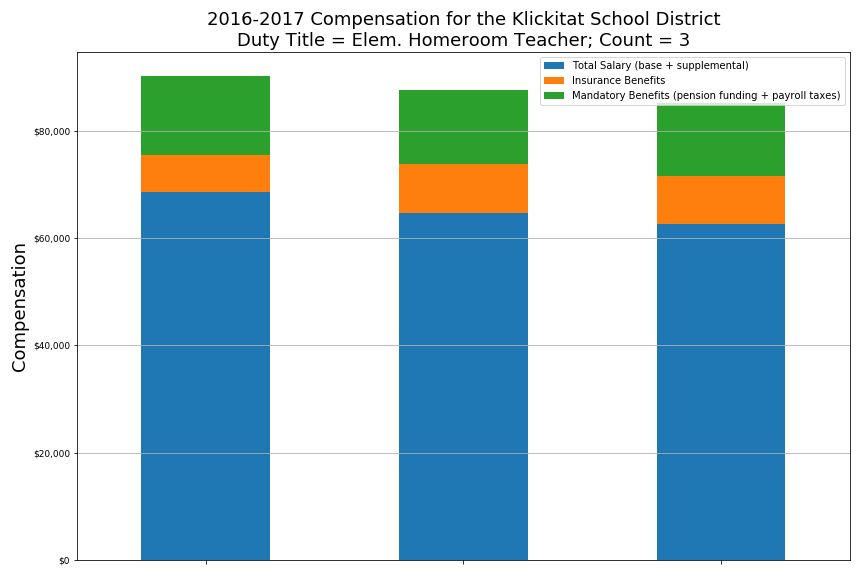 2016-2017 Compensation for the Klickitat School District
Duty Title = Elem. Homeroom Teacher; Count = 3
Total Salary (base + supplemental)
Insurance Benefits
Mandatory Benefits (pension funding + payroll taxes)
Compensation
$80,000
$60,000
$40,000
$20,000
$0